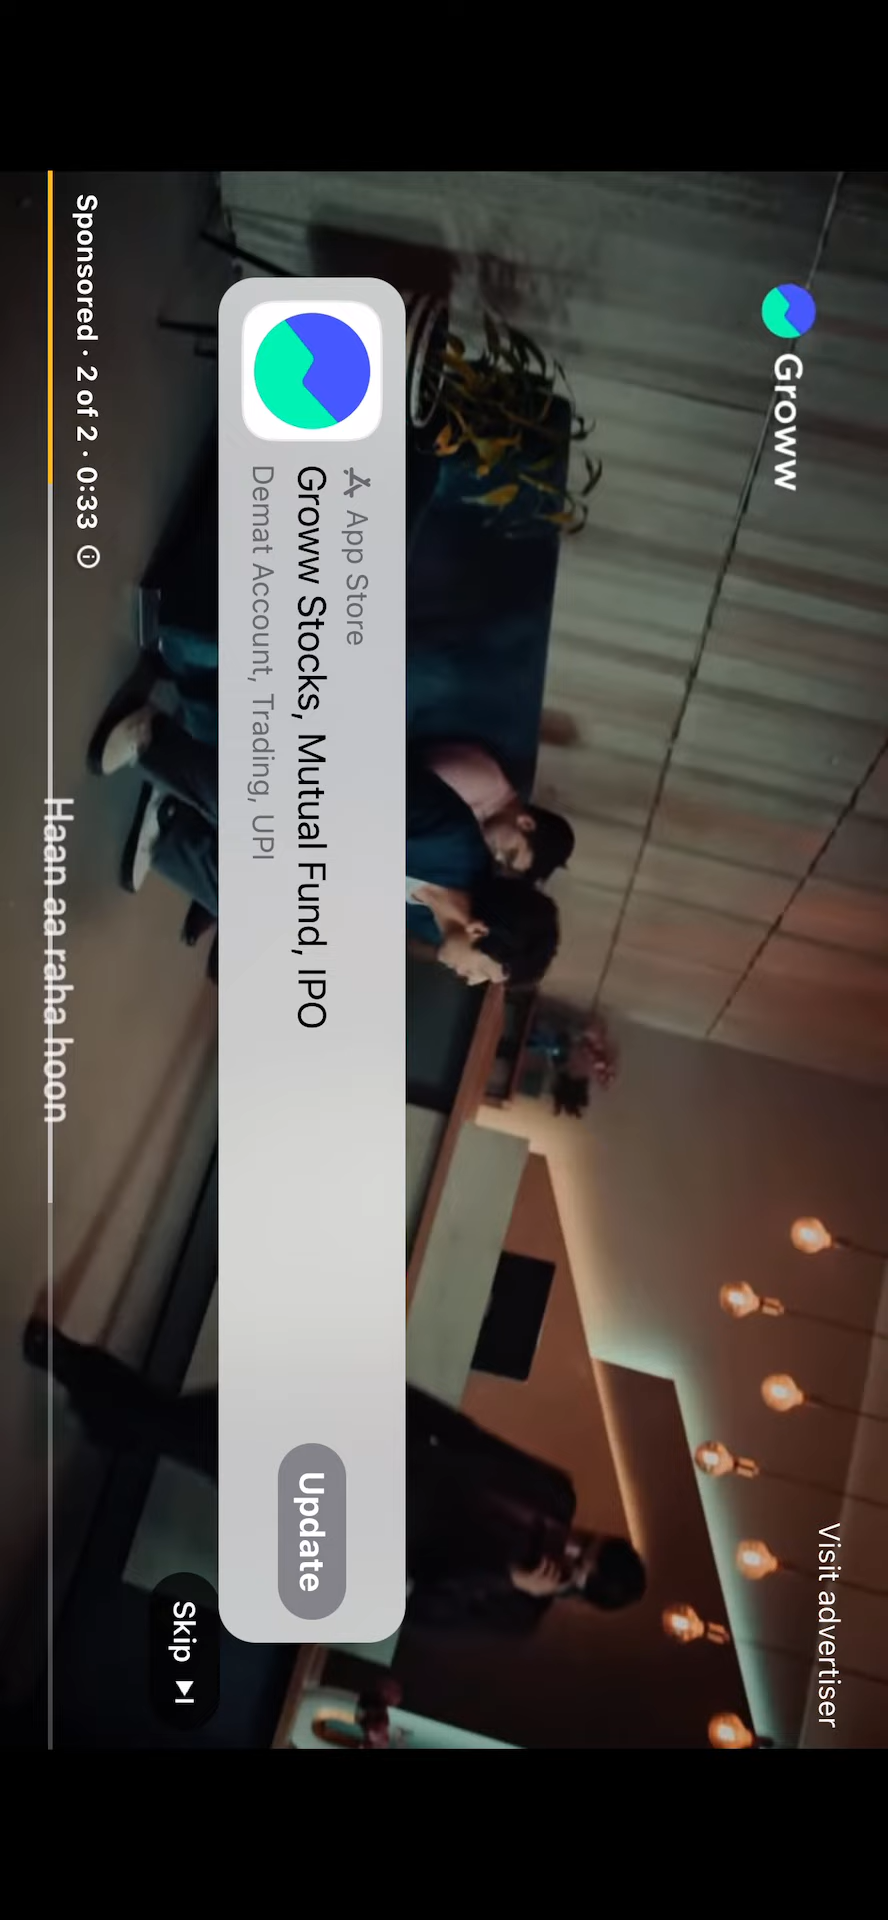 Groww
Visit advertiser
App Store
Groww Stocks, Mutual Fund, IPO
Demat Account, Trading, UPI
Update
Skip
Sponsored · 2 of 2 · 0:33
Haan aa raha hoon